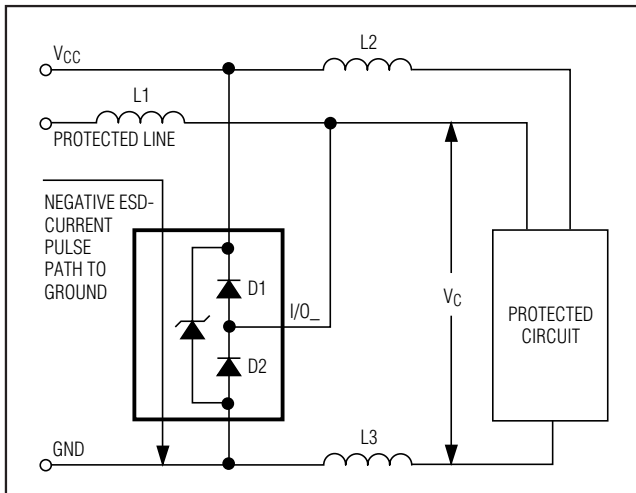 L2
VCC
L1
PROTECTED LINE
NEGATIVE ESD-
CURRENT
PULSE
PATH TO
GROUND
D1
I/O_
VC
PROTECTED
CIRCUIT
D2
GND
L3